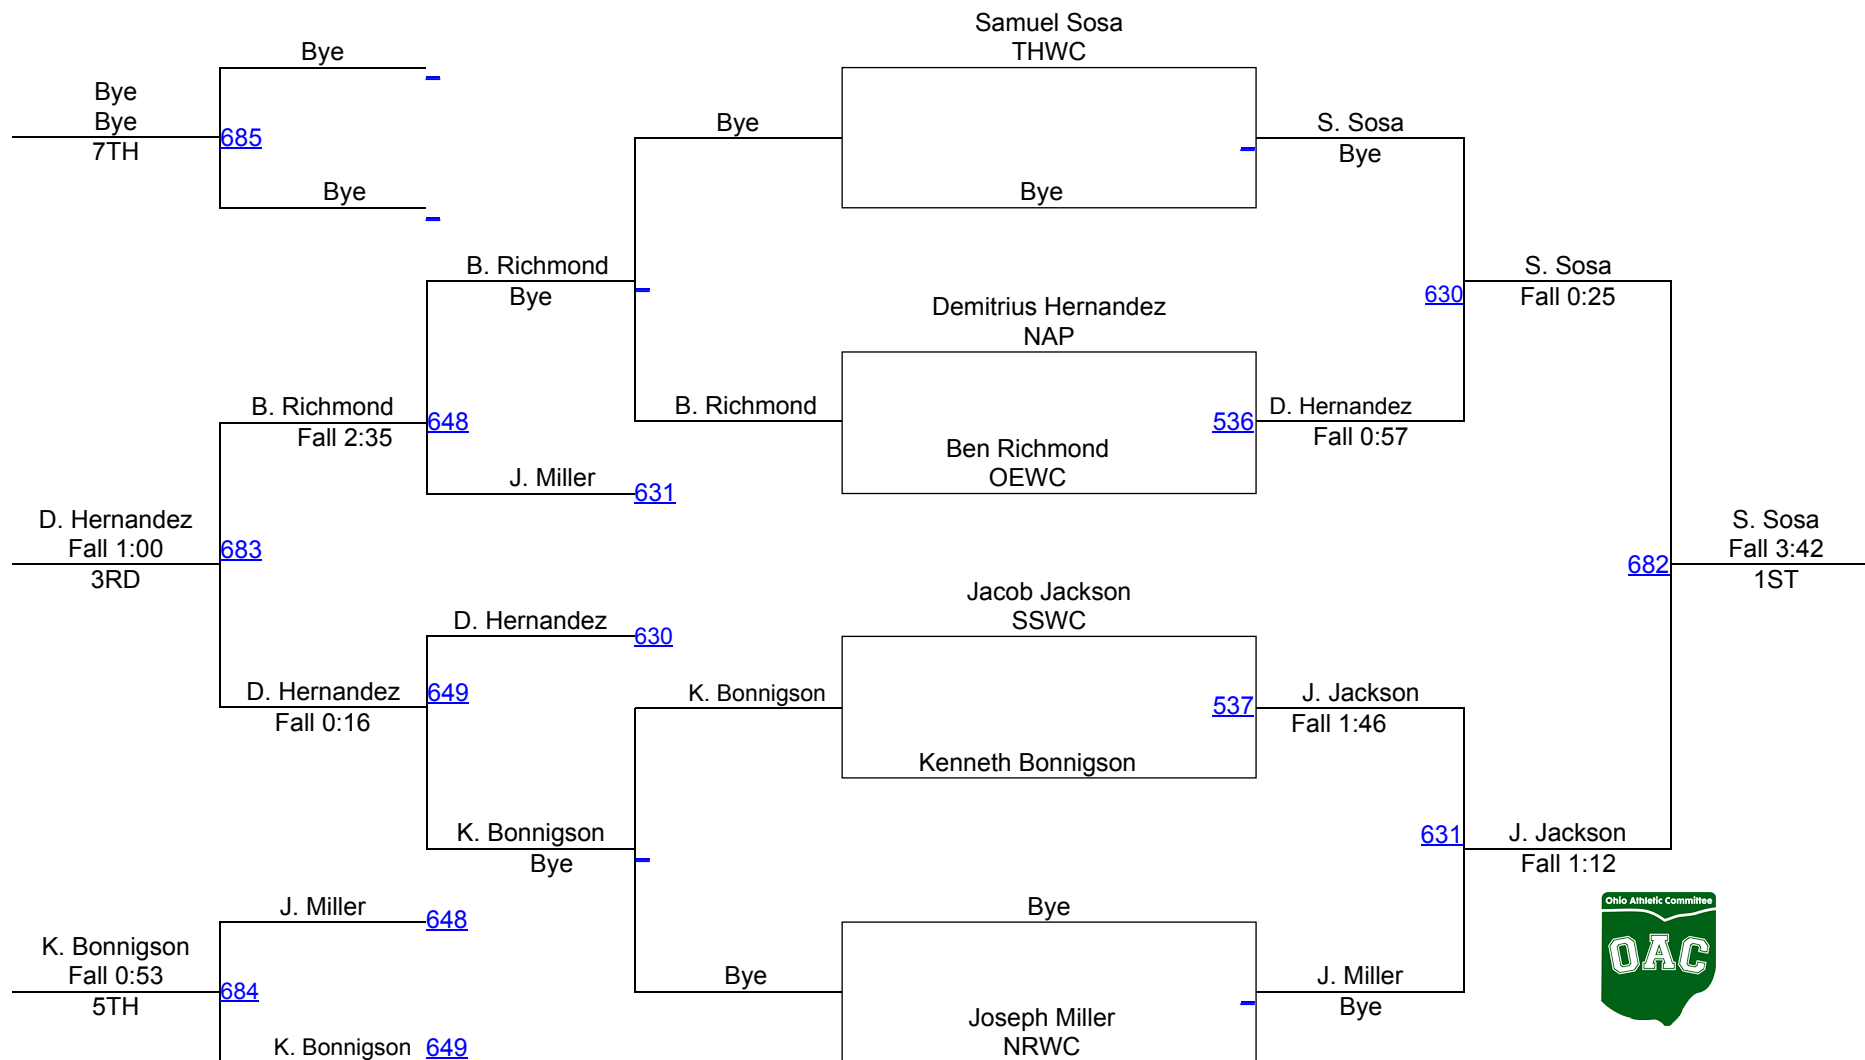 Samuel Sosa
THWC
Bye
Bye
Bye
7TH
685
Bye
Bye
S. Sosa
Bye
Bye
B. Richmond
Bye
S. Sosa
Fall 0:25
630
Demitrius Hernandez
NAP
B. Richmond
Fall 2:35
648
B. Richmond
536
D. Hernandez
Fall 0:57
Ben Richmond
OEWC
J. Miller
631
D. Hernandez
Fall 1:00
3RD
683
S. Sosa
Fall 3:42
1ST
682
Jacob Jackson
SSWC
D. Hernandez
630
D. Hernandez
Fall 0:16
649
K. Bonnigson
537
J. Jackson
Fall 1:46
Kenneth Bonnigson
K. Bonnigson
Bye
631
J. Jackson
Fall 1:12
J. Miller
648
Bye
K. Bonnigson
Fall 0:53
5TH
684
Bye
J. Miller
Bye
Joseph Miller
NRWC
K. Bonnigson
649
Ohio Athletic Committee
OAC